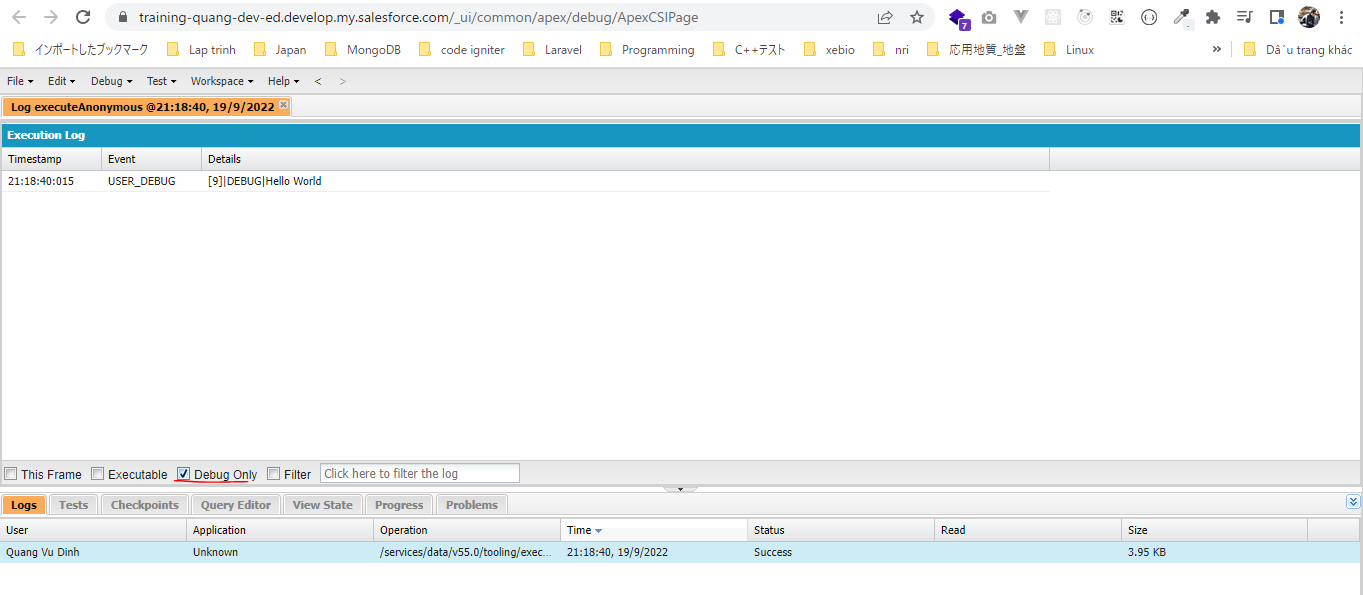 training-quang-dev-ed.develop.my.salesforce.com/_ui/common/apex/debug/ApexCSIPage
7
インポートしたブックマーク Lap trinh Japan MongoDB code igniter Laravel Programming C++テスト xebio nri 応用地質_地盤 Linux » Dấu trang khác
File Edit Debug Test Workspace Help < >
Log executeAnonymous @21:18:40, 19/9/2022
Execution Log
Timestamp Event Details
21:18:40:015 USER_DEBUG [9]|DEBUG|Hello World
This Frame Executable Debug Only Filter Click here to filter the log
Logs Tests Checkpoints Query Editor View State Progress Problems
User Application Operation Time Status Read Size
Quang Vu Dinh Unknown /services/data/v55.0/tooling/exec... 21:18:40, 19/9/2022 Success 3.95 KB